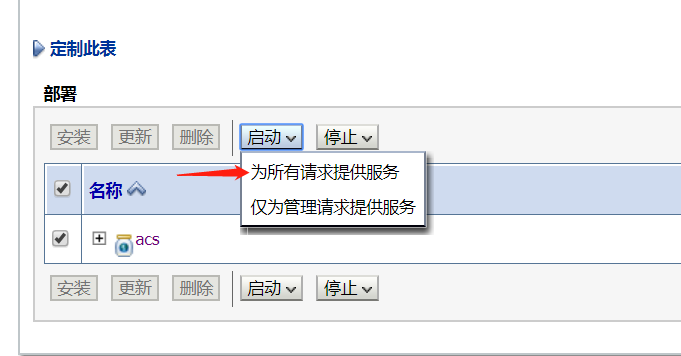 定制此表
部署
安装 更新 删除 启动 停止
为所有请求提供服务
名称
仅为管理请求提供服务
acs
安装 更新 删除 启动 停止